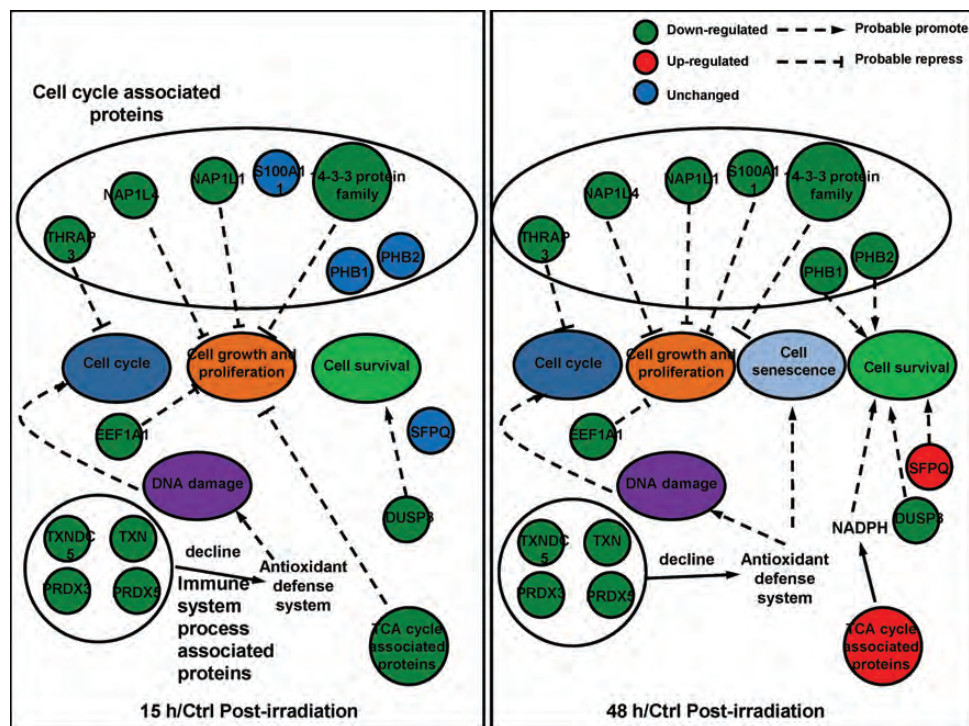 Cell cycle associated
proteins
NAP1L4
NAP1L1
S100A1
1
-4-3-3 protein
family
THRAP
3
PHB1
PHB2
Cell cycle
Cell growth and
proliferation
Cell survival
EEF1A1
SFPQ
DNA damage
DUSP3
TXNDC
5
TXN
PRDX3
PRDX5
decline
Antioxidant
defense
system
Immune
system
process
associated
proteins
TCA cycle
associated
proteins
15 h/Ctrl Post-irradiation
Down-regulated
Probable promote
Up-regulated
Probable repress
Unchanged
NAP1L4
NAP1L1
S100A1
1
-4-3-3 protein
family
THRAP
3
PHB1
PHB2
Cell cycle
Cell growth and
proliferation
Cell
senescence
Cell survival
EEF1A1
SFPQ
DNA damage
DUSP3
NADPH
TXNDC
5
TXN
PRDX3
PRDX5
decline
Antioxidant
defense
system
TCA cycle
associated
proteins
48 h/Ctrl Post-irradiation